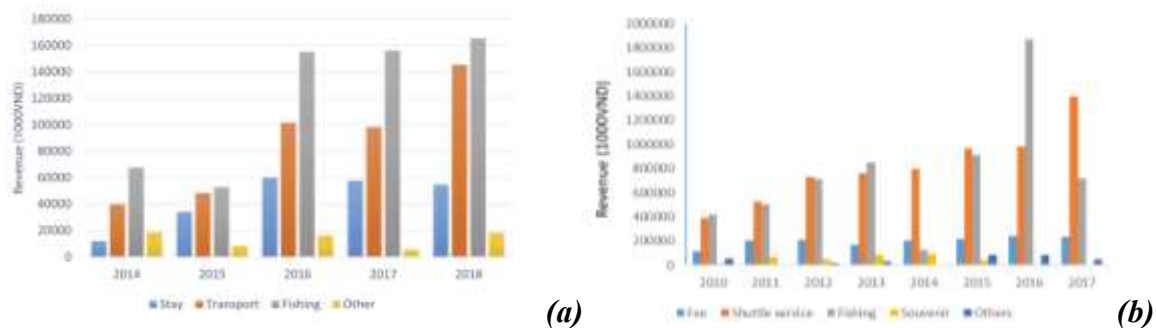 Revenue (1000VND)
180000
160000
140000
120000
100000
80000
60000
40000
20000
0
2014 2015 2016 2017 2018
Stay Transport Fishing Other
(a)
Revenue (1000VND)
2000000
1800000
1600000
1400000
1200000
1000000
800000
600000
400000
200000
0
2010 2011 2012 2013 2014 2015 2016 2017
Fee Shuttle service Fishing Souvenir Others
(b)